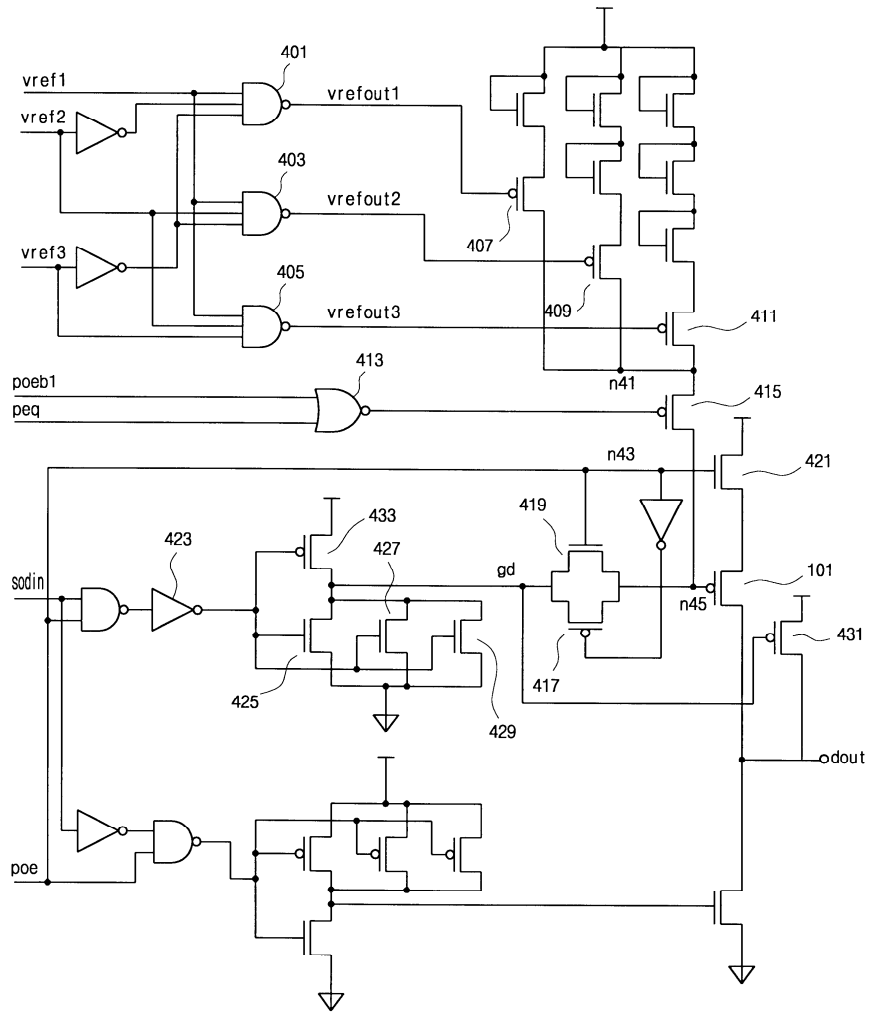 401
vref1
vrefout1
vref2
403
vrefout2
407
vref3
405
409
vrefout3
411
413
n41
poeb1
415
peq
n43
421
433
419
423
427
sodin
gd
101
n45
431
417
425
429
dout
poe